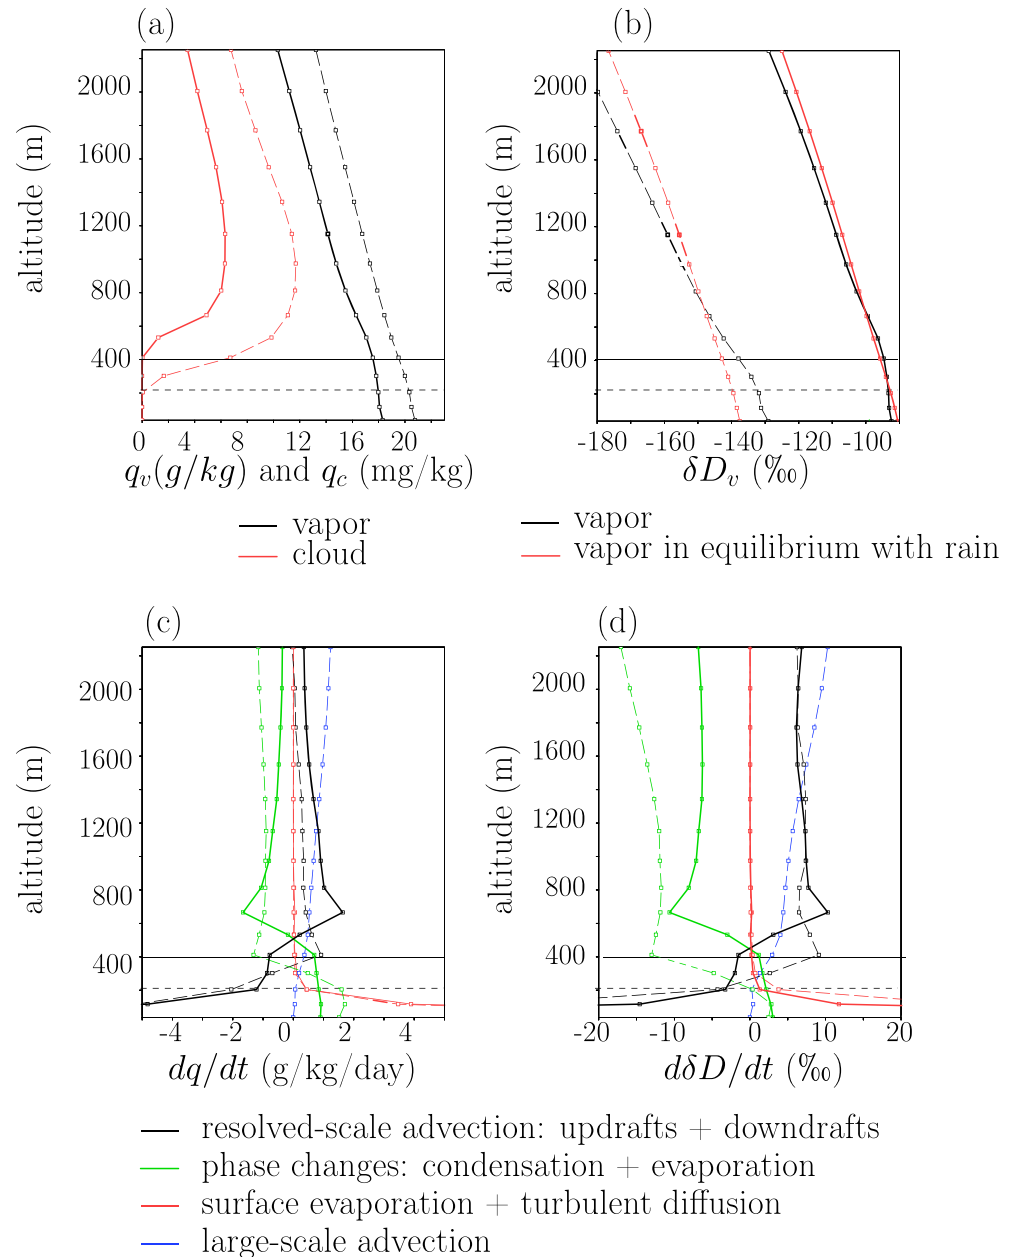 (a)
(b)
2000
1600
1200
800
400
altitude (m)
0 4 8 12 16 20
q_v(g/kg) and q_c (mg/kg)
vapor
cloud
2000
1600
1200
800
400
altitude (m)
-180 -160 -140 -120 -100
δD_v (‰)
vapor
vapor in equilibrium with rain
(c)
(d)
2000
1600
1200
800
400
altitude (m)
-4 -2 0 2 4
dq/dt (g/kg/day)
2000
1600
1200
800
400
altitude (m)
-20 -10 0 10 20
dδD/dt (‰)
resolved-scale advection: updrafts + downdrafts
phase changes: condensation + evaporation
surface evaporation + turbulent diffusion
large-scale advection